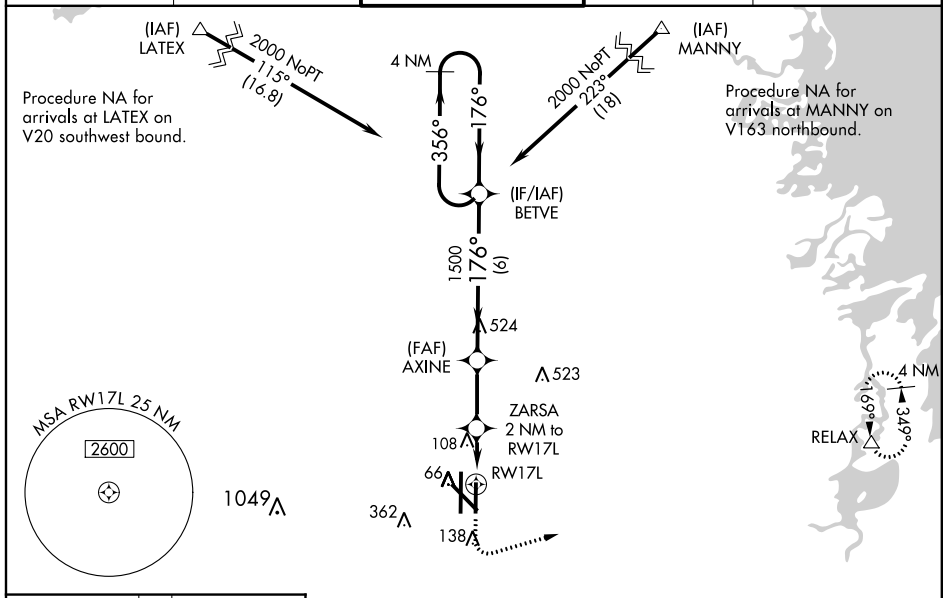 (IAF)
LATEX
2000 NoPT
115°
(16.8)
Procedure NA for
arrivals at LATEX on
V20 southwest bound.
4 NM
356°
176°
(IAF)
MANNY
2000 NoPT
223°
(18)
Procedure NA for
arrivals at MANNY on
V163 northbound.
(IF/IAF)
BETVE
1500
176°
(6)
524
(FAF)
AXINE
523
ZARSA
2 NM to
RW17L
108
RW17L
66
138
362
1049
MSA RW17L 25 NM
2600
4 NM
169°
349°
RELAX